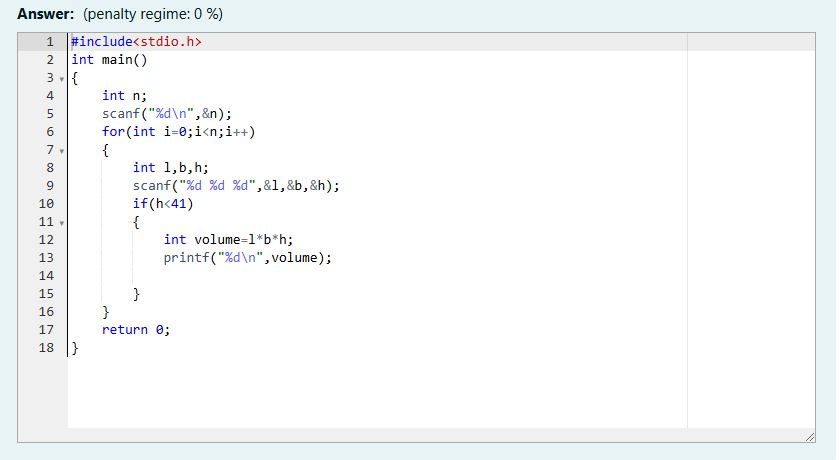 Answer: (penalty regime: 0 %)
1 #include<stdio.h>
2 int main()
3 {
4 int n;
5 scanf("%d\n",&n);
6 for(int i=0;i<n;i++)
7 {
8 int l,b,h;
9 scanf("%d %d %d",&l,&b,&h);
10 if(h<41)
11 {
12 int volume=l*b*h;
13 printf("%d\n",volume);
14
15 }
16 }
17 return 0;
18 }